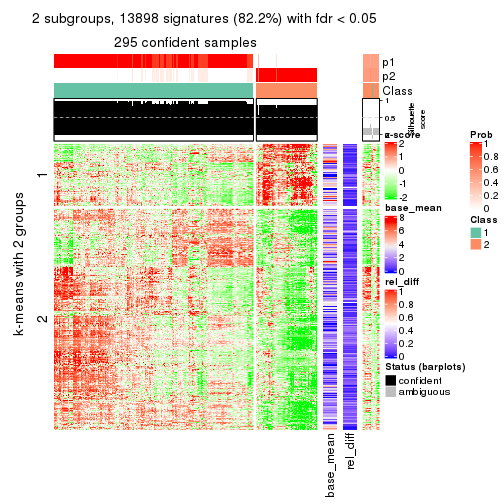 2 subgroups, 13898 signatures (82.2%) with fdr < 0.05
295 confident samples
p1
p2
Class
1
0.5
0
Silhouette
score
k-means with 2 groups
1
2
base_mean
rel_diff
z-score
2
1
0
-1
-2
base_mean
8
6
4
2
0
rel_diff
1
0.8
0.6
0.4
0.2
0
Status (barplots)
confident
ambiguous
Prob
1
0.8
0.6
0.4
0.2
0
Class
1
2